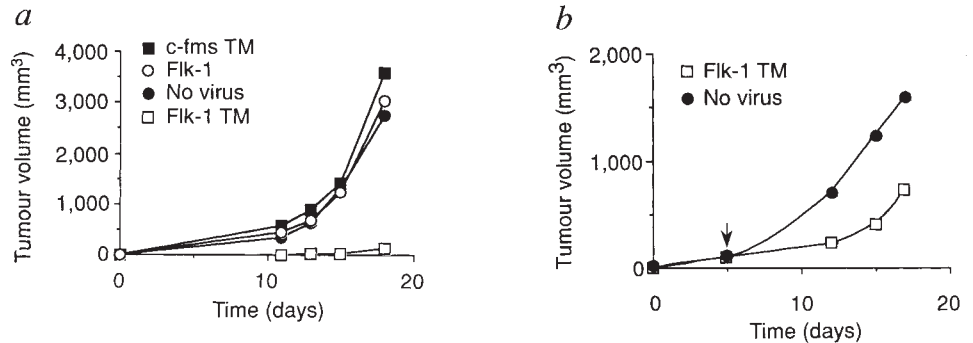 a
c-fms TM
Flk-1
No virus
Flk-1 TM
Tumour volume (mm³)
4,000
3,000
2,000
1,000
0
0
10
20
Time (days)
b
Flk-1 TM
No virus
Tumour volume (mm³)
2,000
1,000
0
0
10
20
Time (days)